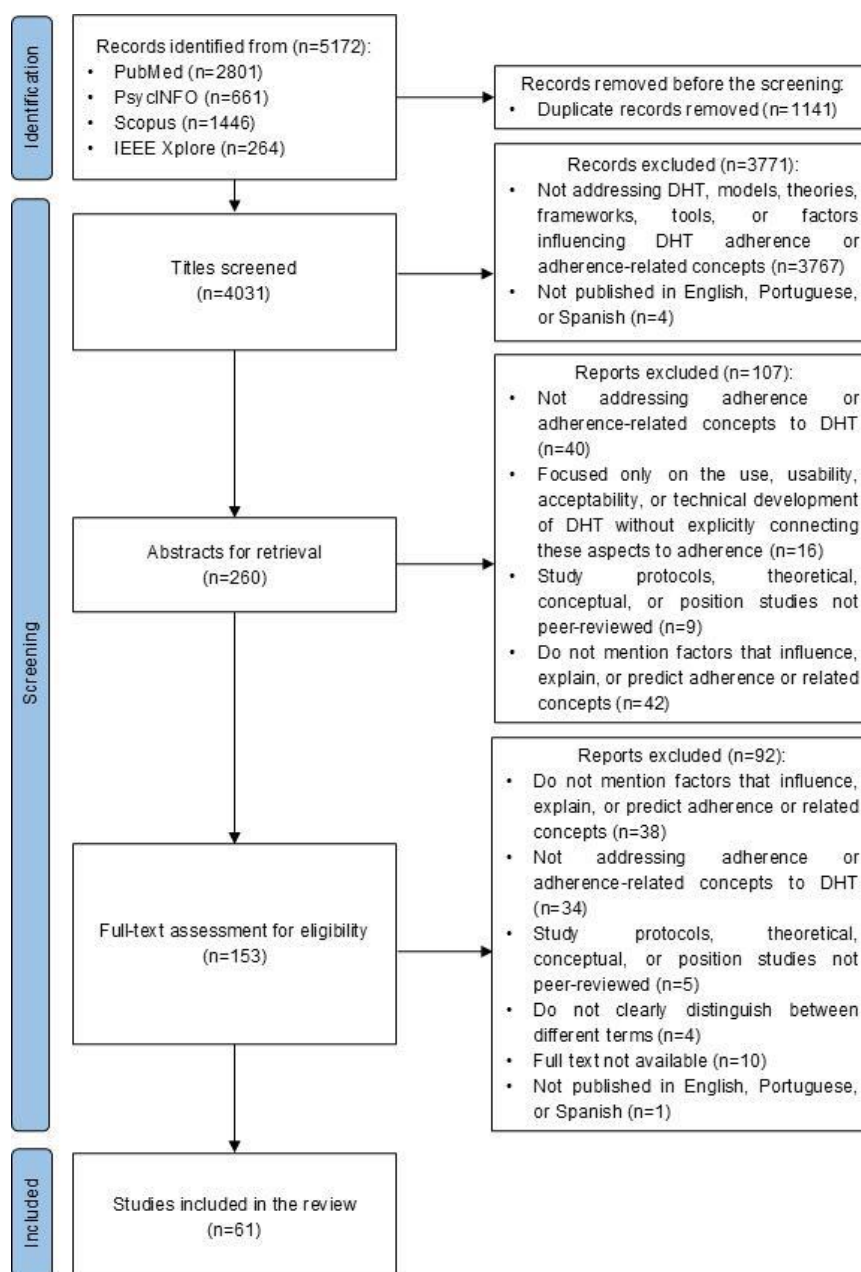 Identification
Records identified from (n=5172):
• PubMed (n=2801)
• PsycINFO (n=661)
• Scopus (n=1446)
• IEEE Xplore (n=264)
Records removed before the screening:
• Duplicate records removed (n=1141)
Screening
Titles screened
(n=4031)
Records excluded (n=3771):
• Not addressing DHT, models, theories,
frameworks, tools, or factors
influencing DHT adherence or
adherence-related concepts (n=3767)
• Not published in English, Portuguese,
or Spanish (n=4)
Abstracts for retrieval
(n=260)
Reports excluded (n=107):
• Not addressing adherence or
adherence-related concepts to DHT
(n=40)
• Focused only on the use, usability,
acceptability, or technical development
of DHT without explicitly connecting
these aspects to adherence (n=16)
• Study protocols, theoretical,
conceptual, or position studies not
peer-reviewed (n=9)
• Do not mention factors that influence,
explain, or predict adherence or related
concepts (n=42)
Full-text assessment for eligibility
(n=153)
Reports excluded (n=92):
• Do not mention factors that influence,
explain, or predict adherence or related
concepts (n=38)
• Not addressing adherence or
adherence-related concepts to DHT
(n=34)
• Study protocols, theoretical,
conceptual, or position studies not
peer-reviewed (n=5)
• Do not clearly distinguish between
different terms (n=4)
• Full text not available (n=10)
• Not published in English, Portuguese,
or Spanish (n=1)
Included
Studies included in the review
(n=61)